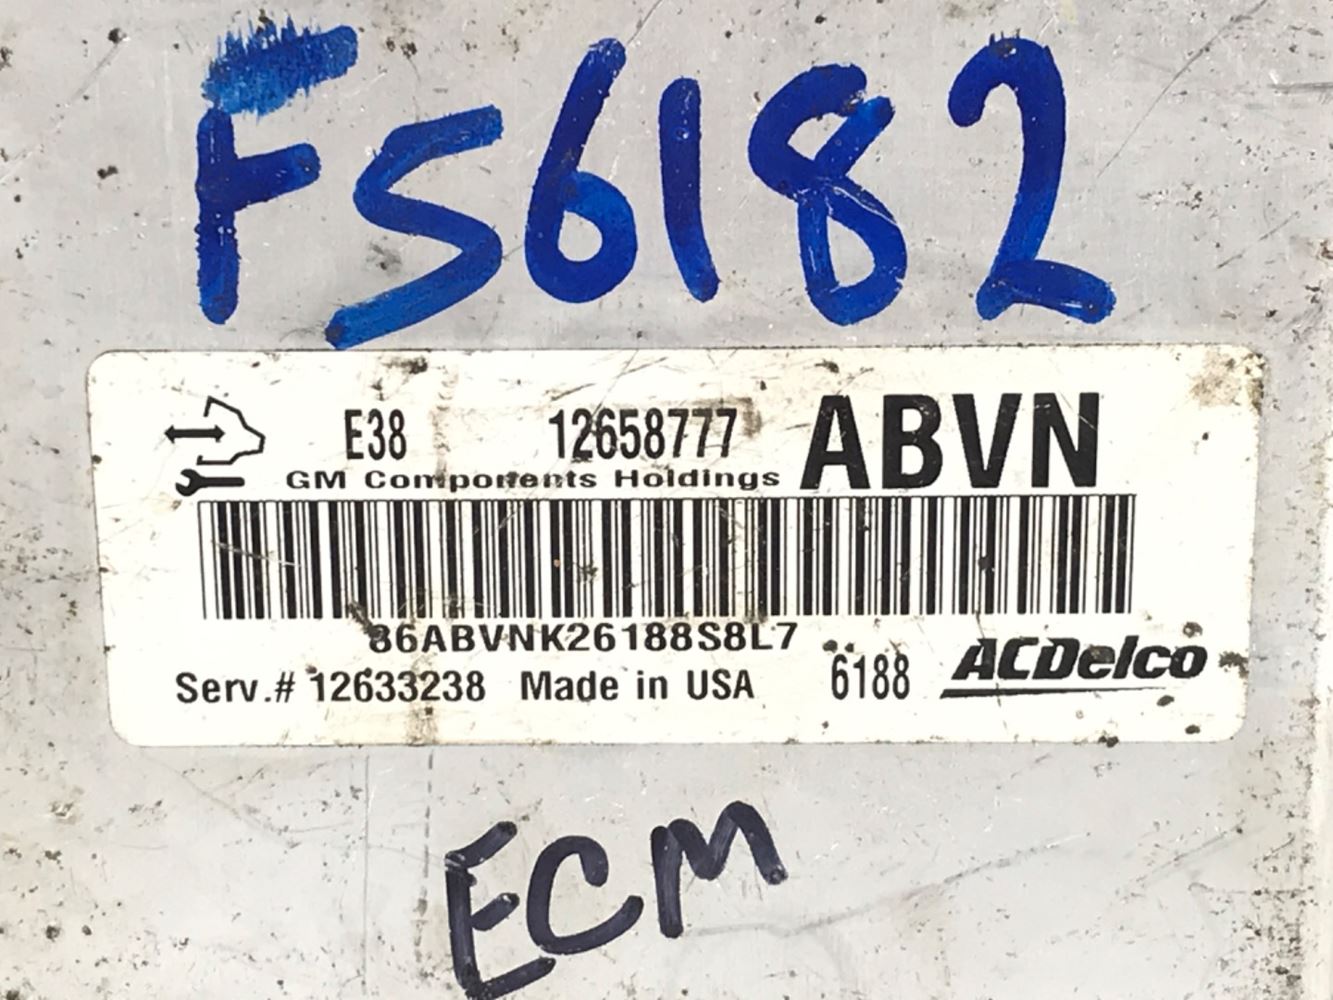 FS6182
E38 12658777 ABVN
GM Components Holdings
86ABVNK26188S8L7
Serv.# 12633238 Made in USA 6188 ACDelco
ECM